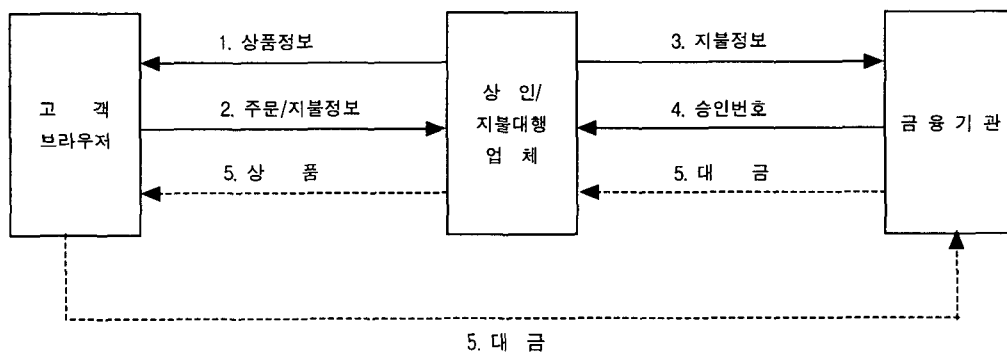 1. 상품정보
3. 지불정보
고 객
브라우저
2. 주문/지불정보
상 인/
지불대행
업 체
4. 승인번호
금 융 기 관
5. 상 품
5. 대 금
5. 대 금